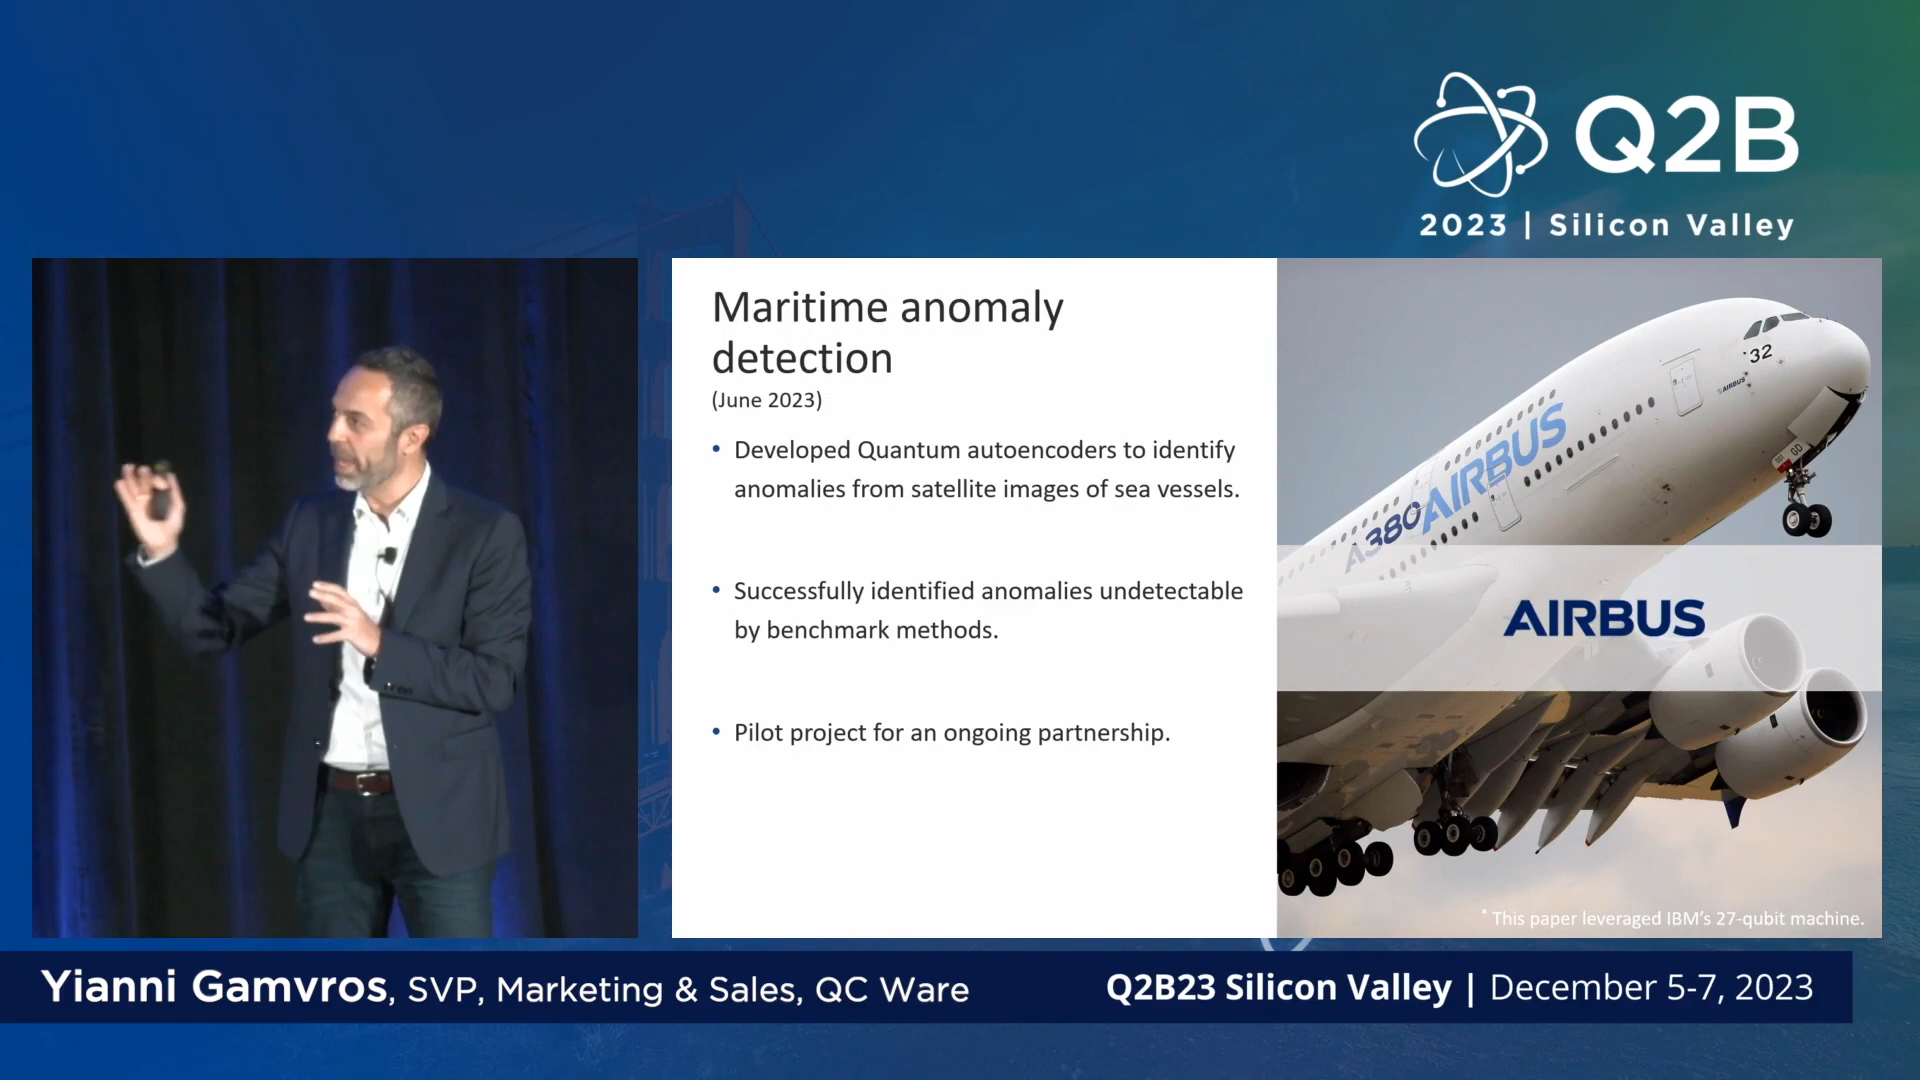 Q2B
2023 | Silicon Valley
Maritime anomaly
detection
(June 2023)
• Developed Quantum autoencoders to identify
anomalies from satellite images of sea vessels.
• Successfully identified anomalies undetectable
by benchmark methods.
• Pilot project for an ongoing partnership.
32
AIRBUS
A380 AIRBUS
GD
AIRBUS
* This paper leveraged IBM's 27-qubit machine.
Yianni Gamvros, SVP, Marketing & Sales, QC Ware
Q2B23 Silicon Valley | December 5-7, 2023